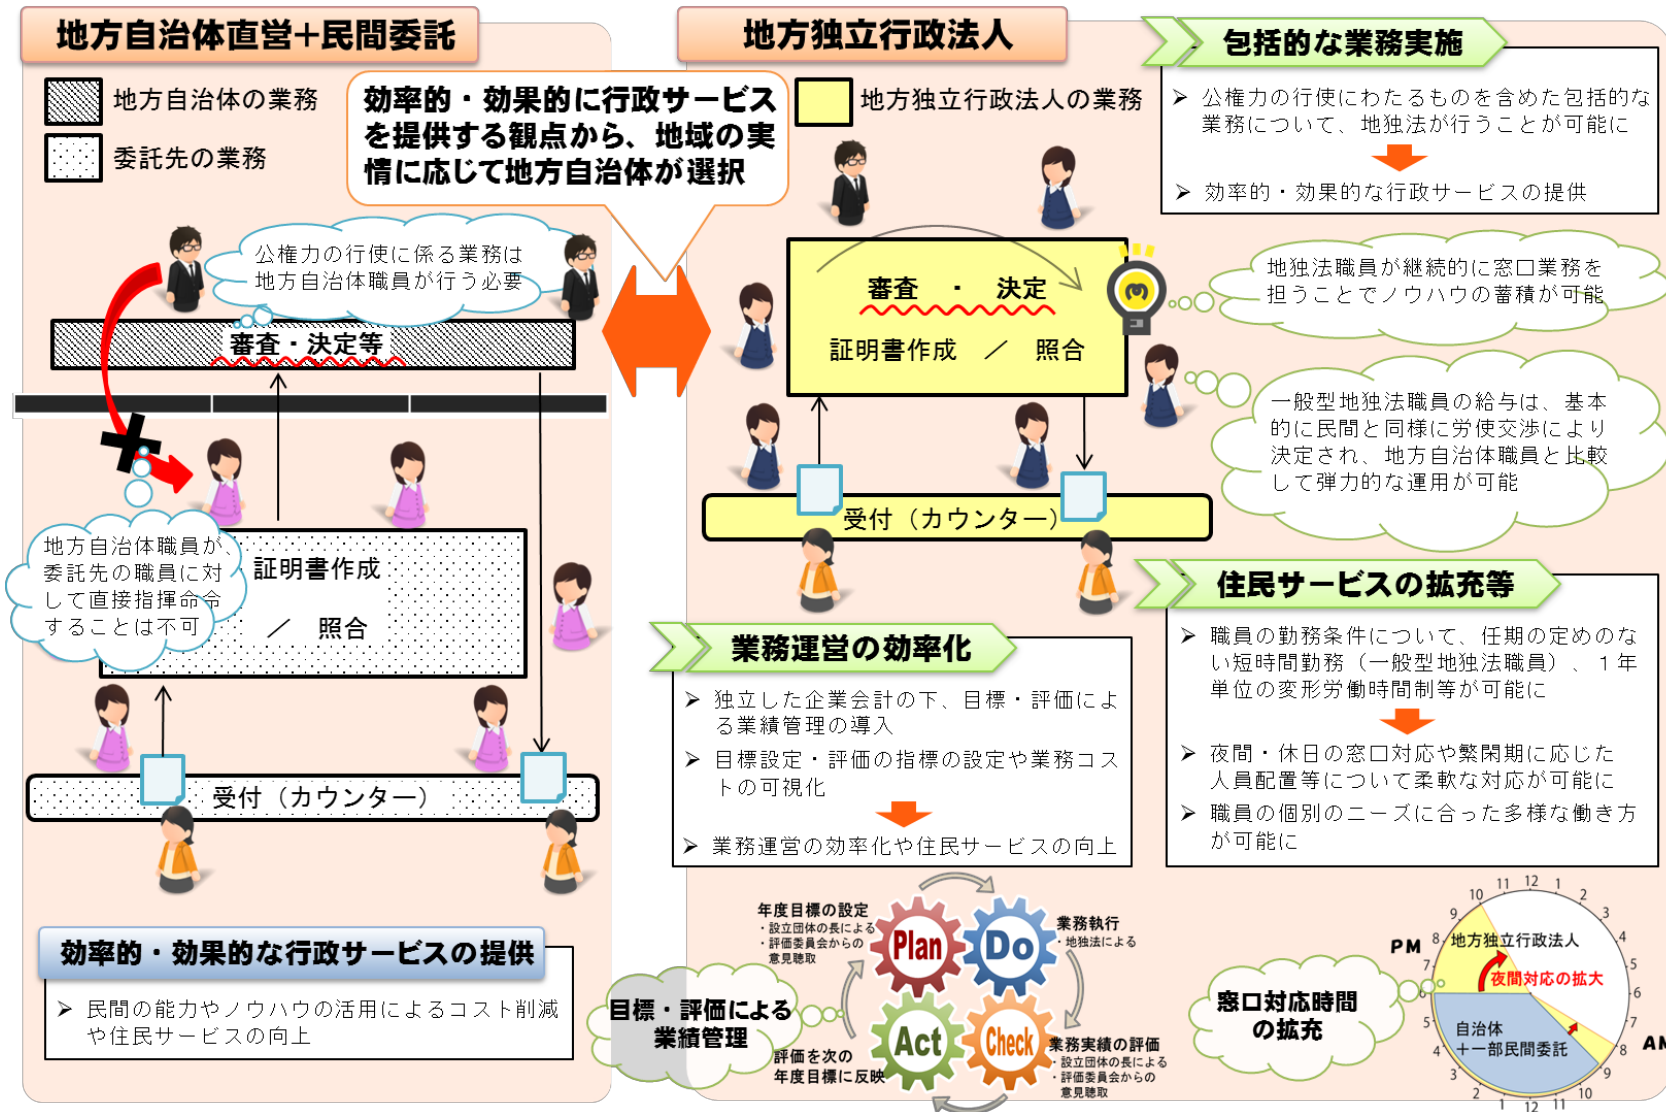 地方自治体直営+民間委託
地方自治体の業務
委託先の業務
効率的・効果的に行政サービス
を提供する観点から、地域の実
情に応じて地方自治体が選択
公権力の行使に係る業務は
地方自治体職員が行う必要
審査・決定等
地方自治体職員が、
委託先の職員に対
して直接指揮命令
することは不可
証明書作成
／ 照合
受付（カウンター）
効率的・効果的な行政サービスの提供
➢ 民間の能力やノウハウの活用によるコスト削減
や住民サービスの向上
地方独立行政法人
地方独立行政法人の業務
審査 ・ 決定
証明書作成 ／ 照合
受付（カウンター）
包括的な業務実施
➢ 公権力の行使にわたるものを含めた包括的な
業務について、地独法が行うことが可能に
➢ 効率的・効果的な行政サービスの提供
地独法職員が継続的に窓口業務を
担うことでノウハウの蓄積が可能
一般型地独法職員の給与は、基本
的に民間と同様に労使交渉により
決定され、地方自治体職員と比較
して弾力的な運用が可能
業務運営の効率化
➢ 独立した企業会計の下、目標・評価によ
る業績管理の導入
➢ 目標設定・評価の指標の設定や業務コス
トの可視化
➢ 業務運営の効率化や住民サービスの向上
住民サービスの拡充等
➢ 職員の勤務条件について、任期の定めのな
い短時間勤務（一般型地独法職員）、１年
単位の変形労働時間制等が可能に
➢ 夜間・休日の窓口対応や繁閑期に応じた
人員配置等について柔軟な対応が可能に
➢ 職員の個別のニーズに合った多様な働き方
が可能に
目標・評価による
業績管理
年度目標の設定
・設立団体の長による
・評価委員会からの
意見聴取
Plan
Do
業務執行
・地独法による
Act
Check
評価を次の
年度目標に反映
業務実績の評価
・設立団体の長による
・評価委員会からの
意見聴取
窓口対応時間
の拡充
PM
AM
12
1
2
3
4
5
6
7
8
9
10
11
12
1
2
3
4
5
6
7
8
9
10
11
地方独立行政法人
夜間対応の拡大
自治体
＋一部民間委託